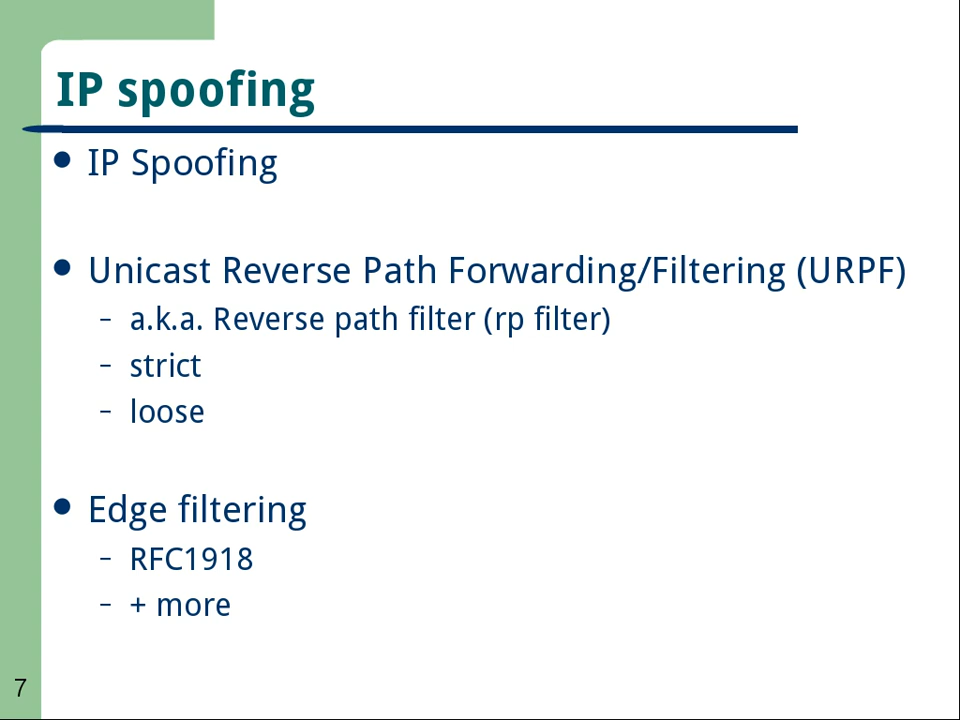 IP spoofing
IP Spoofing
Unicast Reverse Path Forwarding/Filtering (URPF)
– a.k.a. Reverse path filter (rp filter)
– strict
– loose
Edge filtering
– RFC1918
– + more
7